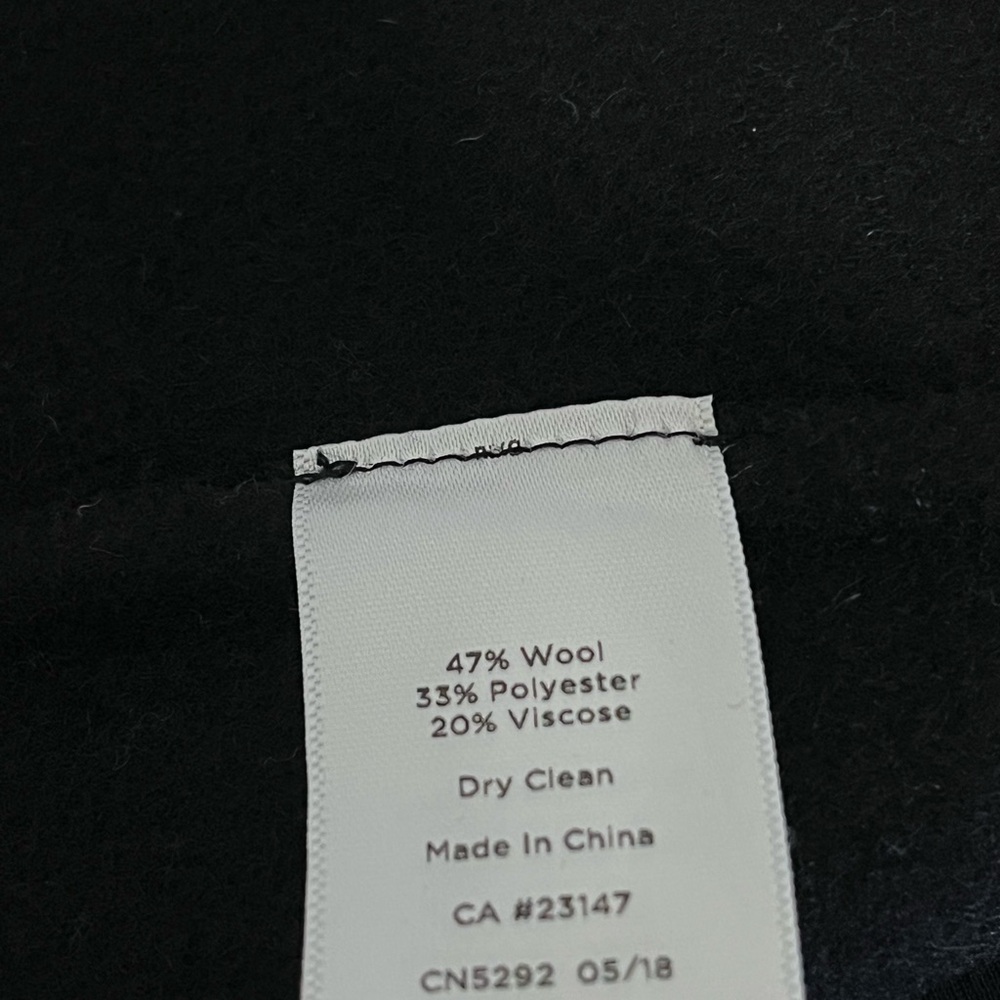 47% Wool
33% Polyester
20% Viscose
Dry Clean
Made In China
CA #23147
CN5292 05/18